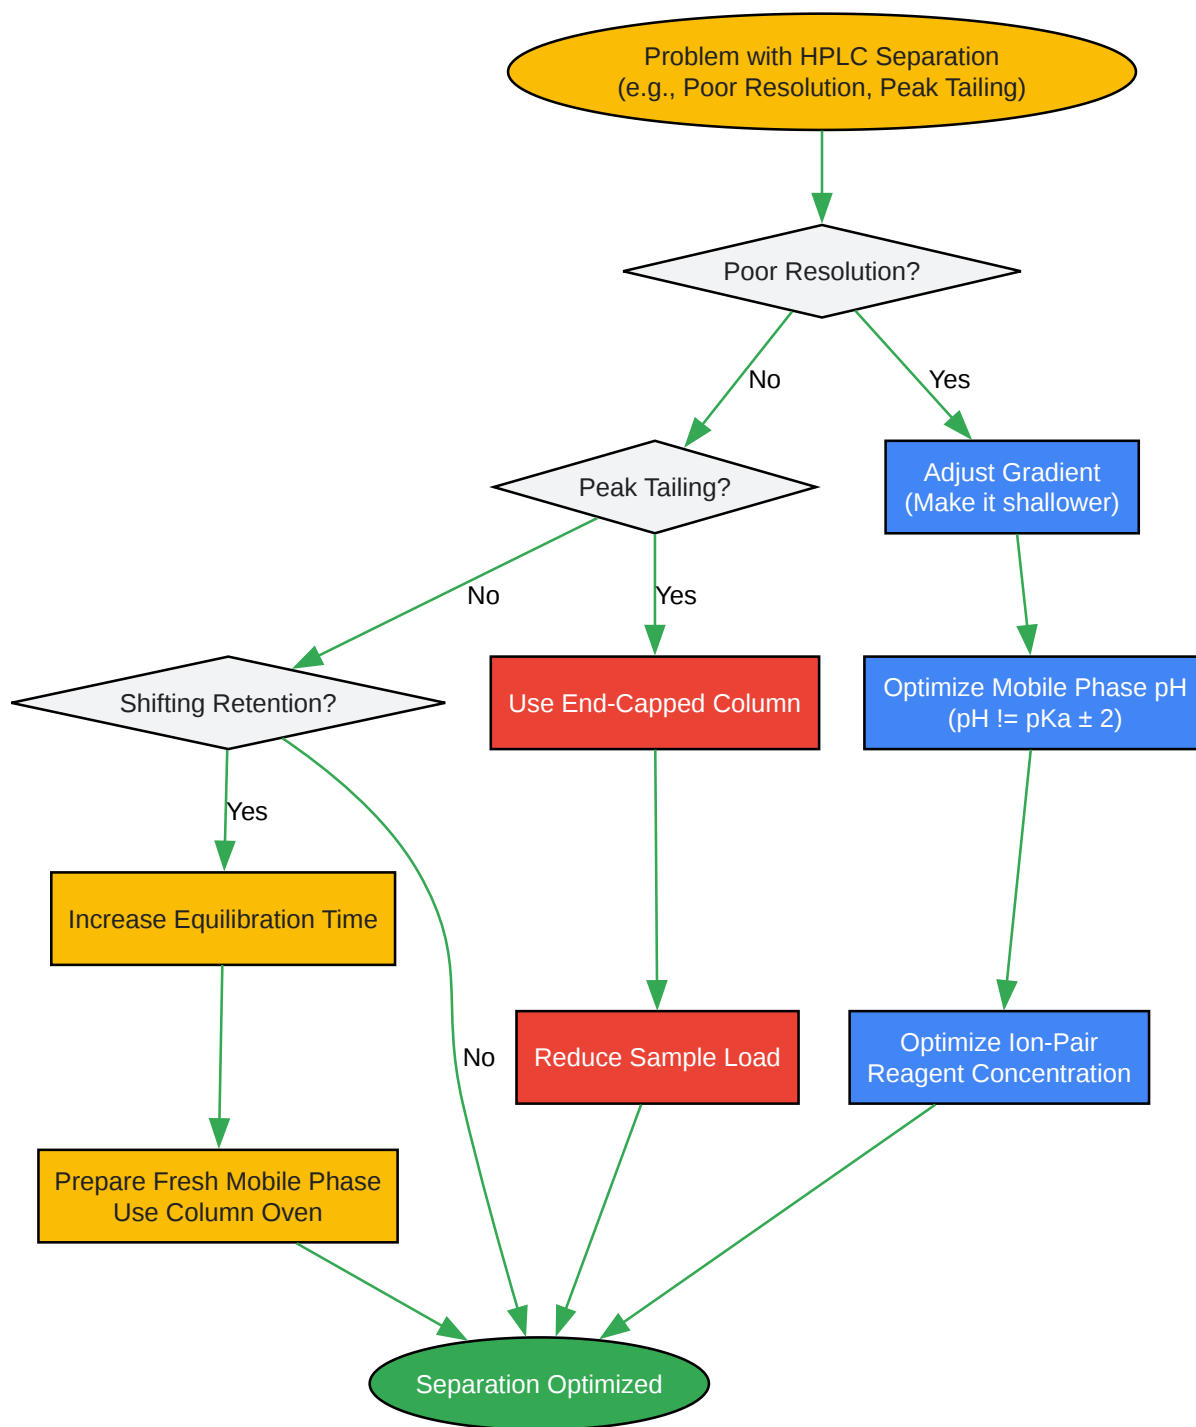 Problem with HPLC Separation
(e.g., Poor Resolution, Peak Tailing)
Poor Resolution?
No
Yes
Peak Tailing?
Adjust Gradient
(Make it shallower)
No
Yes
Shifting Retention?
Use End-Capped Column
Optimize Mobile Phase pH
(pH != pKa ± 2)
Yes
Increase Equilibration Time
No
Reduce Sample Load
Optimize Ion-Pair
Reagent Concentration
Prepare Fresh Mobile Phase
Use Column Oven
Separation Optimized